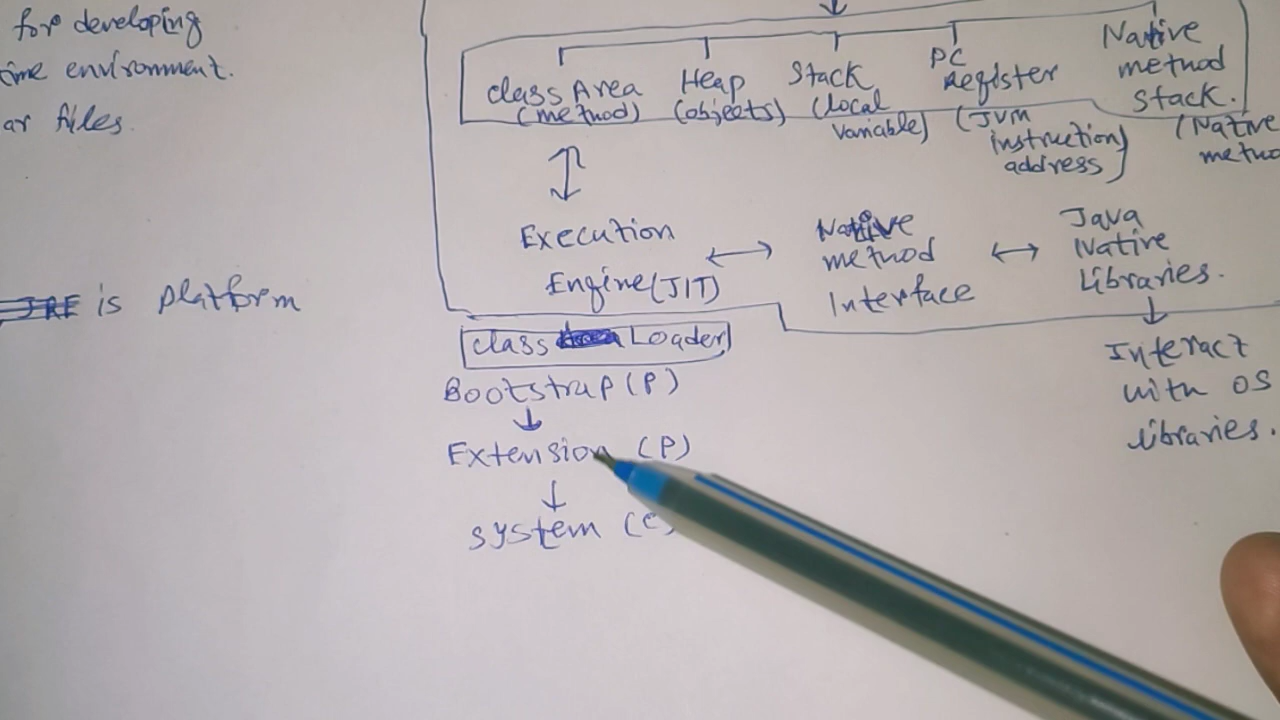 for developing
time environment.
ar files.
is platform
class Area
(method)
Heap
(objects)
Stack
(local
variable)
PC
Register
(JVM
instruction
address)
Native
method
Stack.
(Native
metho
Execution
Engine (JIT)
Native
method
Interface
Java
Native
Libraries.
Interact
with OS
libraries.
class Loader
Bootstrap (P)
Extension (P)
system (C)